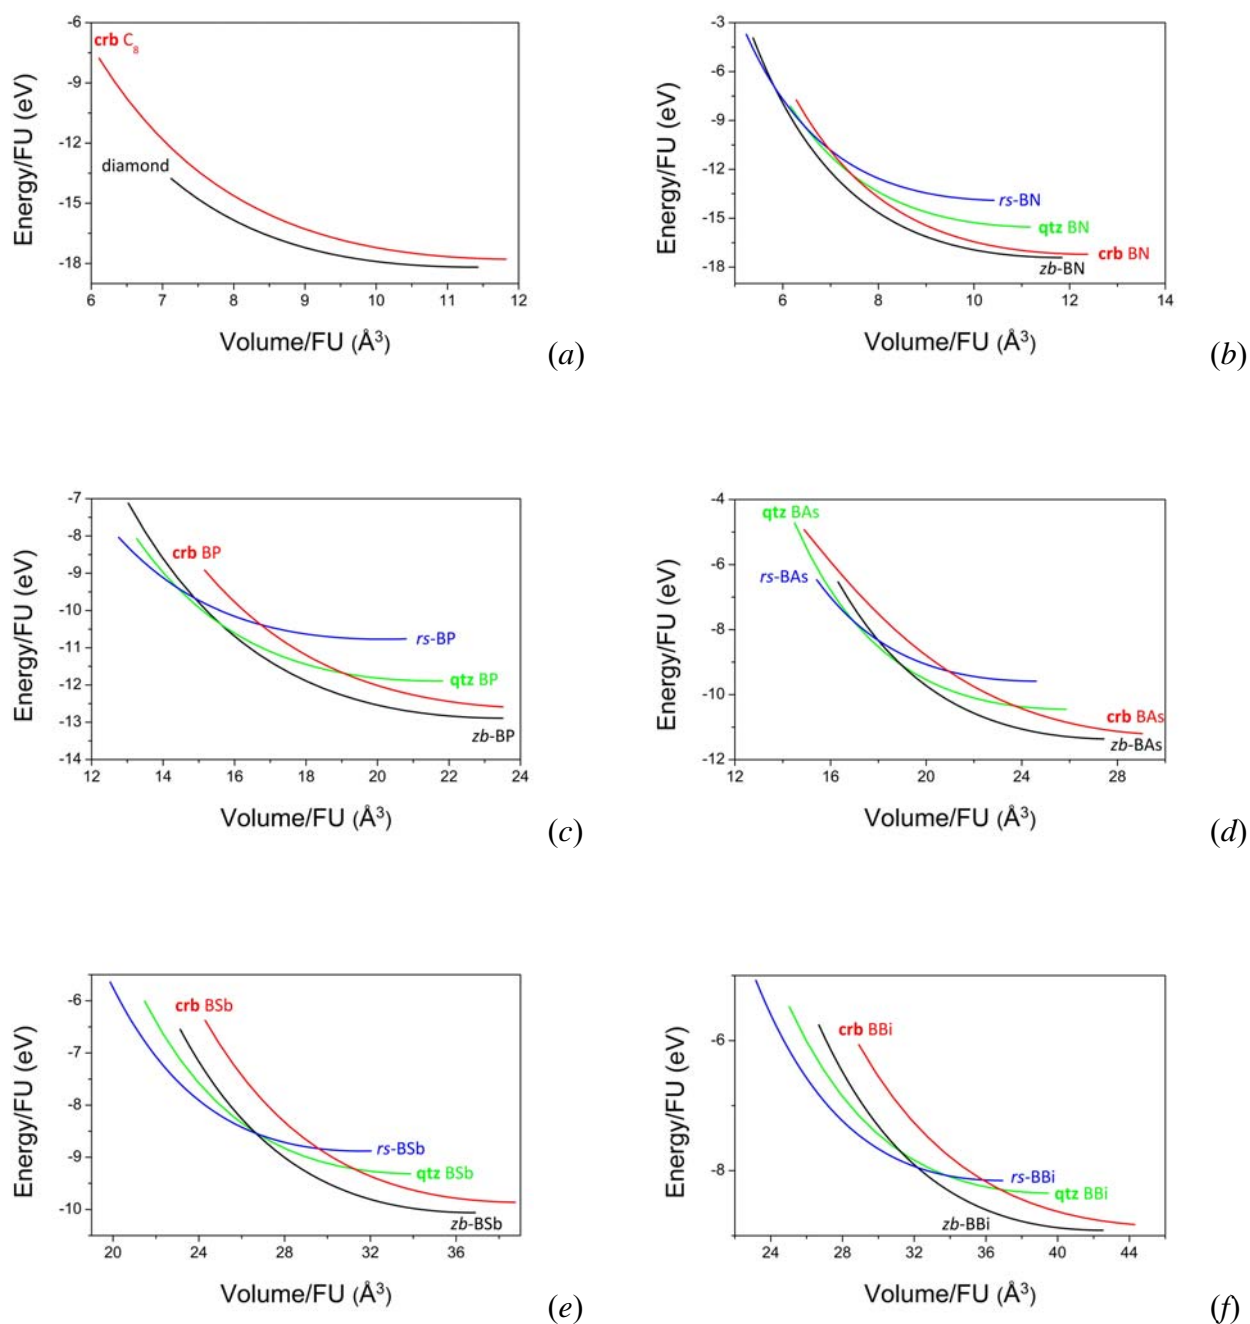 -6
-9
-12
-15
-18
Energy/FU (eV)
crb C8
diamond
6 7 8 9 10 11 12
Volume/FU (Å3)
(a)
-3
-6
-9
-12
-15
-18
Energy/FU (eV)
rs-BN
qtz BN
crb BN
zb-BN
6 8 10 12 14
Volume/FU (Å3)
(b)
-7
-8
-9
-10
-11
-12
-13
-14
Energy/FU (eV)
crb BP
rs-BP
qtz BP
zb-BP
12 14 16 18 20 22 24
Volume/FU (Å3)
(c)
-4
-6
-8
-10
-12
Energy/FU (eV)
qtz BAs
rs-BAs
crb BAs
zb-BAs
12 16 20 24 28
Volume/FU (Å3)
(d)
-6
-7
-8
-9
-10
Energy/FU (eV)
crb BSb
rs-BSb
qtz BSb
zb-BSb
20 24 28 32 36
Volume/FU (Å3)
(e)
-6
-8
Energy/FU (eV)
crb BBi
rs-BBi
qtz BBi
zb-BBi
24 28 32 36 40 44
Volume/FU (Å3)
(f)